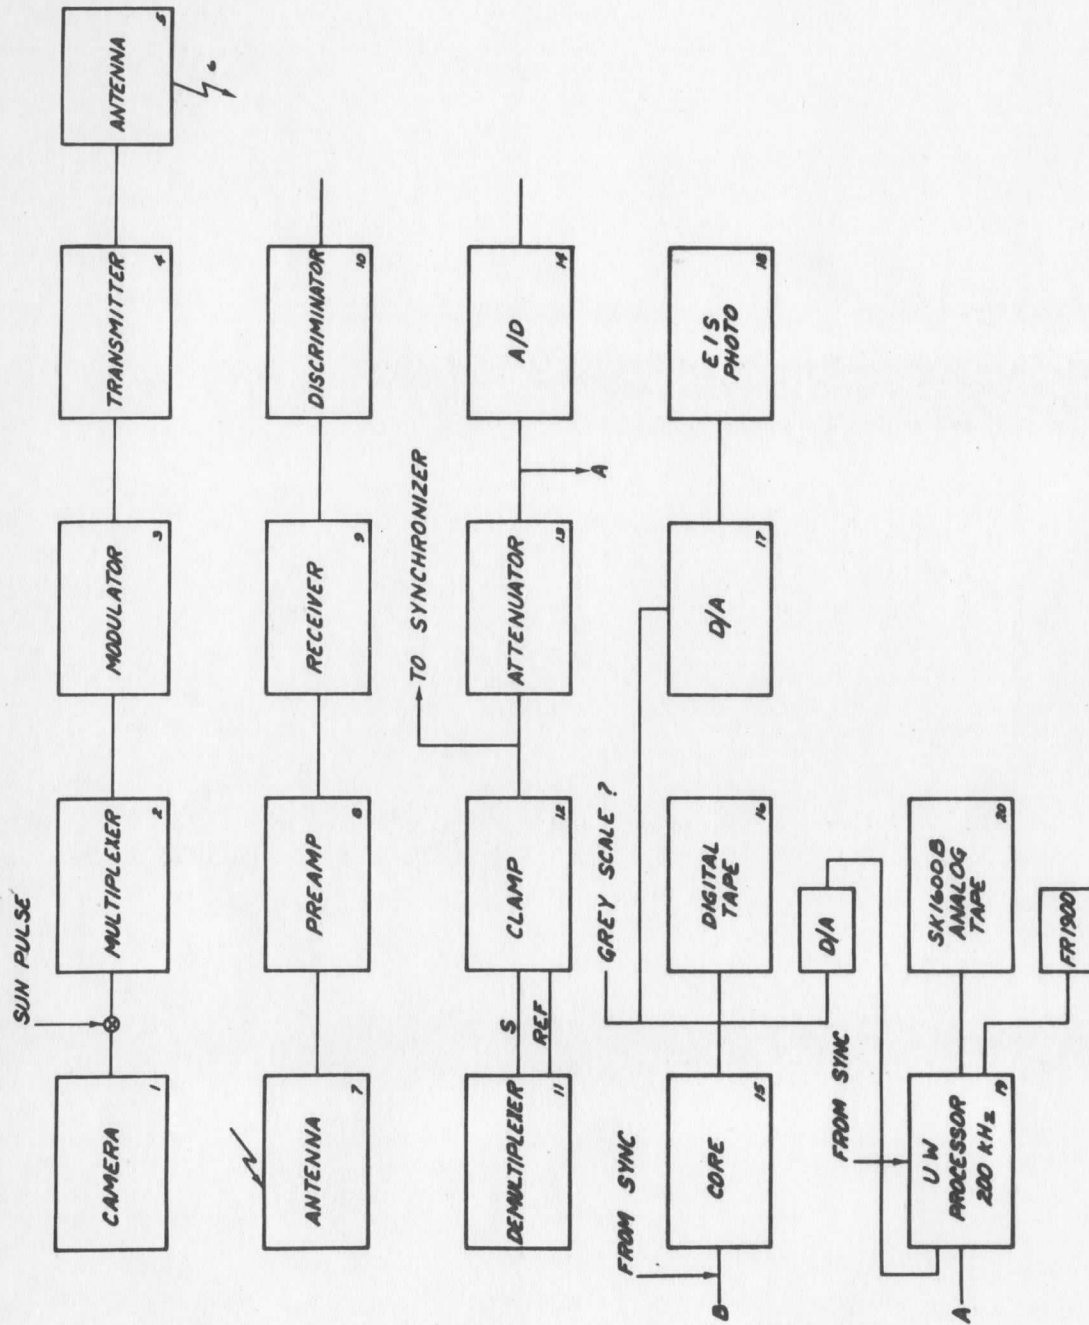 SUN PULSE
CAMERA
1
MULTIPLEXER
2
MODULATOR
3
TRANSMITTER
4
ANTENNA
5
6
ANTENNA
7
PREAMP
8
RECEIVER
9
DISCRIMINATOR
10
TO SYNCHRONIZER
DEMULTIPLEXER
11
S
REF
CLAMP
12
ATTENUATOR
13
A
A/D
14
FROM SYNC
GREY SCALE ?
B
CORE
15
DIGITAL
TAPE
16
D/A
17
E I S
PHOTO
18
FROM SYNC
D/A
A
U W
PROCESSOR
200 KHz
19
SK1600B
ANALOG
TAPE
20
FR1900